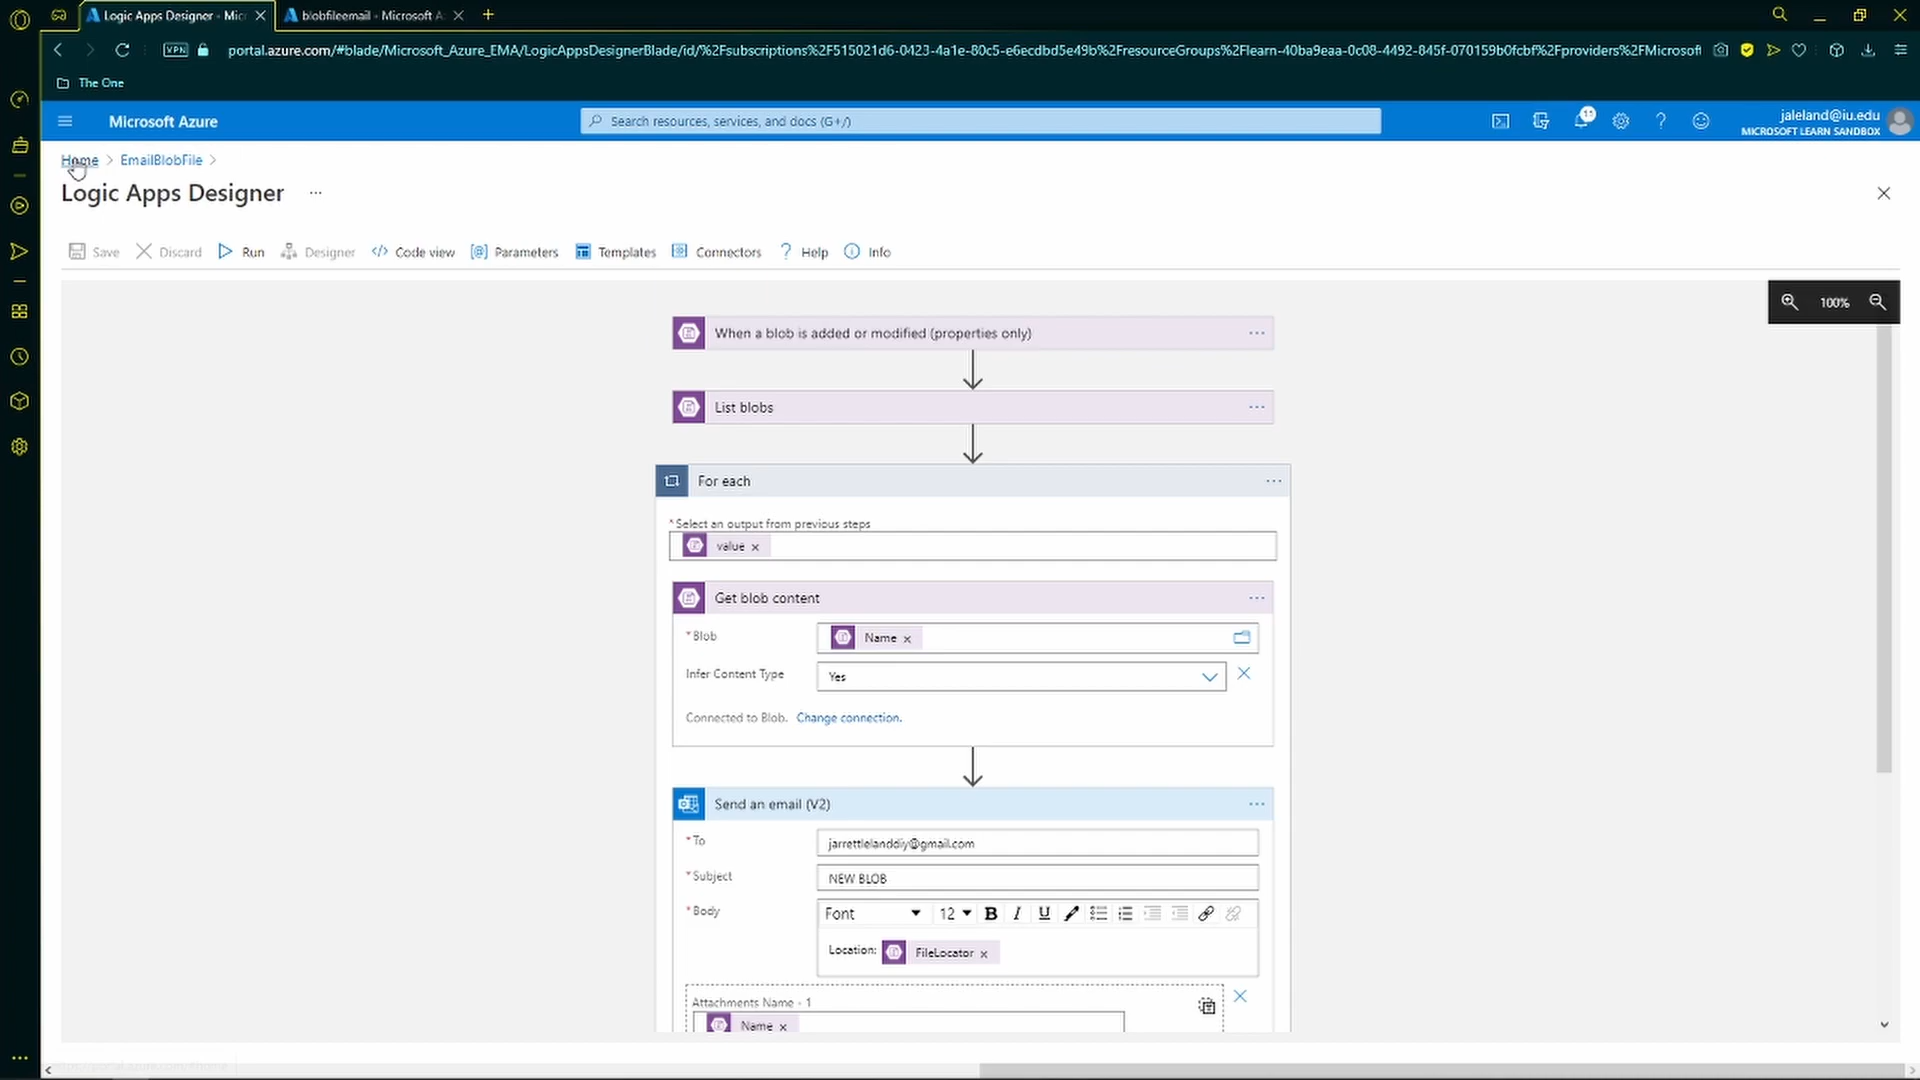 Logic Apps Designer - Mic
blobfileemail - Microsoft A
VPN
portal.azure.com/#blade/Microsoft_Azure_EMA/LogicAppsDesignerBlade/id/%2Fsubscriptions%2F515021d6-0423-4a1e-80c5-e6ecdbd5e49b%2FresourceGroups%2Flearn-40ba9eaa-0c08-4492-845f-070159b0fcbf%2Fproviders%2FMicrosoft
The One
Microsoft Azure
Search resources, services, and docs (G+/)
11
jaleland@iu.edu
MICROSOFT LEARN SANDBOX
Home > EmailBlobFile >
Logic Apps Designer ...
Save Discard Run Designer Code view Parameters Templates Connectors Help Info
100%
When a blob is added or modified (properties only)
List blobs
For each
* Select an output from previous steps
value x
Get blob content
* Blob
Name x
Infer Content Type
Yes
Connected to Blob. Change connection.
Send an email (V2)
* To
jarrettlelanddiy@gmail.com
* Subject
NEW BLOB
* Body
Font 12 B I U
Location: FileLocator x
Attachments Name - 1
Name x